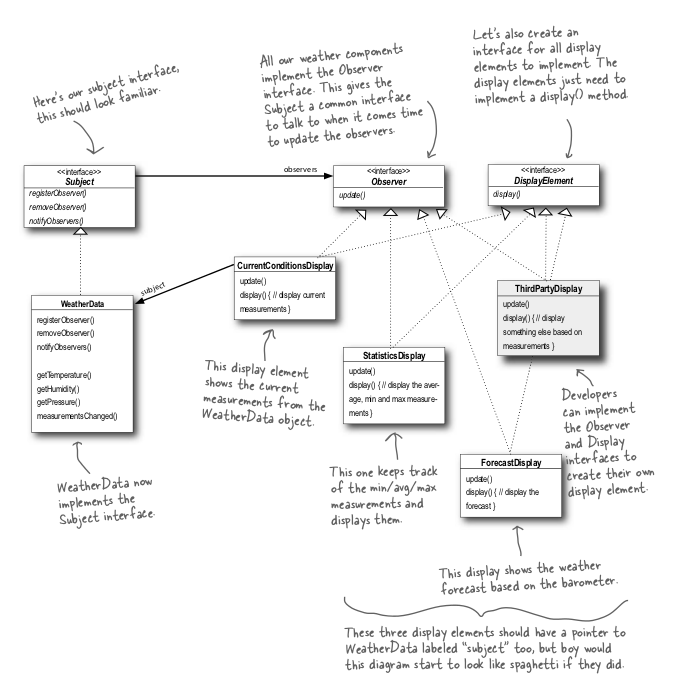 Here's our subject interface,
this should look familiar.
All our weather components
implement the Observer
interface. This gives the
Subject a common interface
to talk to when it comes time
to update the observers.
Let's also create an
interface for all display
elements to implement. The
display elements just need to
implement a display() method.
<<interface>>
Subject
registerObserver()
removeObserver()
notifyObservers()
observers
<<interface>>
Observer
update()
<<interface>>
DisplayElement
display()
subject
WeatherData
registerObserver()
removeObserver()
notifyObservers()
getTemperature()
getHumidity()
getPressure()
measurementsChanged()
CurrentConditionsDisplay
update()
display() { // display current
measurements }
ThirdPartyDisplay
update()
display() { // display
something else based on
measurements }
StatisticsDisplay
update()
display() { // display the aver-
age, min and max measure-
ments }
ForecastDisplay
update()
display() { // display the
forecast }
This display element
shows the current
measurements from the
WeatherData object.
Developers
can implement
the Observer
and Display
interfaces to
create their own
display element.
WeatherData now
implements the
Subject interface.
This one keeps track
of the min/avg/max
measurements and
displays them.
This display shows the weather
forecast based on the barometer.
These three display elements should have a pointer to
WeatherData labeled "subject" too, but boy would
this diagram start to look like spaghetti if they did.